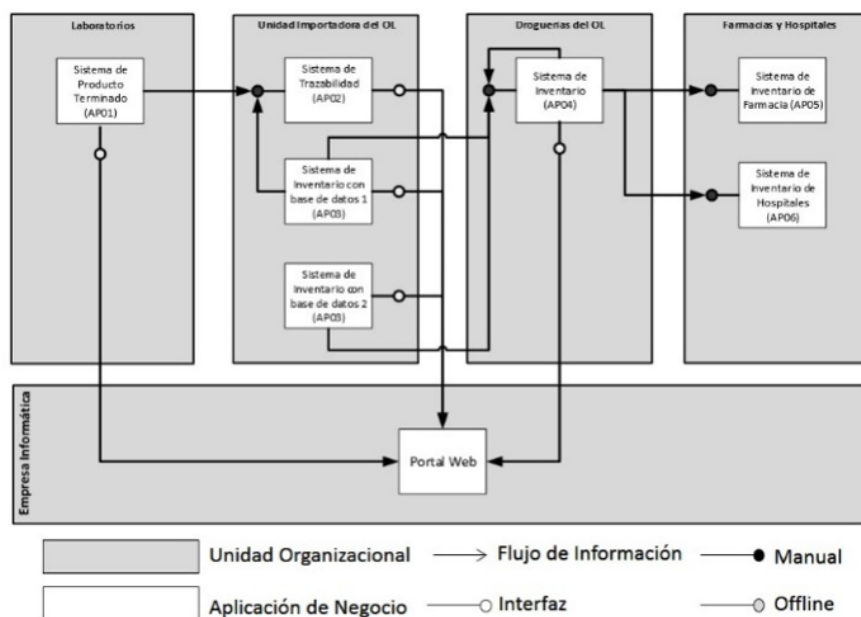 Laboratorios
Unidad Importadora del OL
Droguerías del OL
Farmacias y Hospitales
Sistema de
Producto
Terminado
(AP01)
Sistema de
Trazabilidad
(AP02)
Sistema de
Inventario
(AP04)
Sistema de
Inventario de
Farmacia (AP05)
Sistema de
Inventario con
base de datos 1
(AP03)
Sistema de
Inventario de
Hospitales
(AP06)
Sistema de
Inventario con
base de datos 2
(AP03)
Empresa Informática
Portal Web
Unidad Organizacional
Flujo de Información
Manual
Aplicación de Negocio
Interfaz
Offline